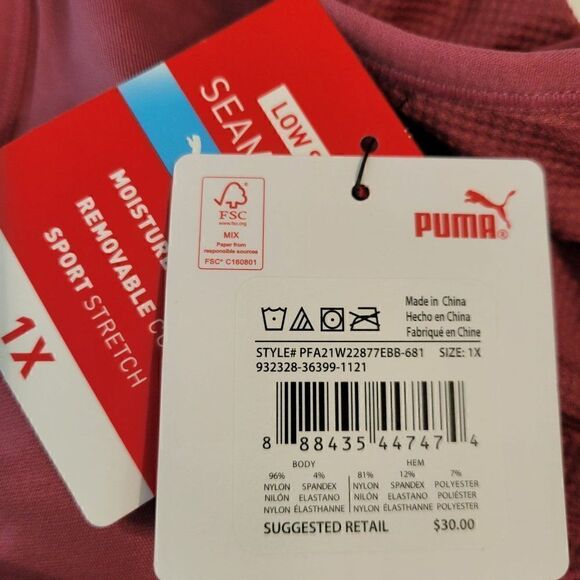 LOW
SEAM
MOISTURE
REMOVABLE
SPORT STRETCH
1X
FSC
www.fsc.org
MIX
Paper from
responsible sources
FSC® C160801
PUMA®
Made in China
Hecho en China
Fabriqué en Chine
STYLE# PFA21W22877EBB-681 SIZE: 1X
932328-36399-1121
8 88435 44747 4
BODY HEM
96% 4% 81% 12% 7%
NYLON SPANDEX NYLON SPANDEX POLYESTER
NILÓN ELASTANO NILÓN ELASTANO POLIÉSTER
NYLON ÉLASTHANNE NYLON ÉLASTHANNE POLYESTER
SUGGESTED RETAIL $30.00